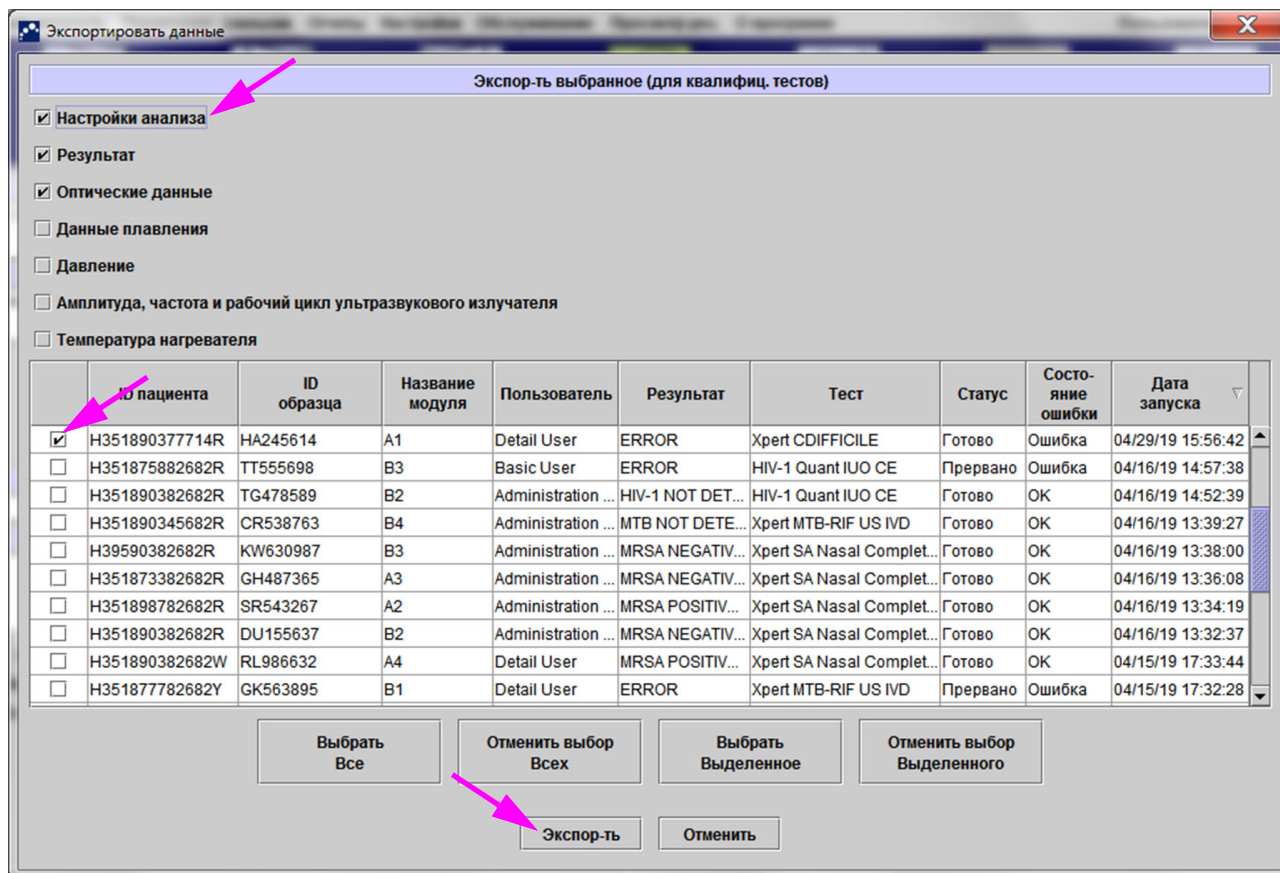 Отчеты Настройки Обслуживание Просмотр рез. О программе
Экспортировать данные
Экспор-ть выбранное (для квалифиц. тестов)
Настройки анализа
Результат
Оптические данные
Данные плавления
Давление
Амплитуда, частота и рабочий цикл ультразвукового излучателя
Температура нагревателя
ID пациента ID образца Название модуля Пользователь Результат Тест Статус Состо-яние ошибки Дата запуска
H351890377714R HA245614 A1 Detail User ERROR Xpert CDIFFICILE Готово Ошибка 04/29/19 15:56:42
H351875882682R TT555698 B3 Basic User ERROR HIV-1 Quant IUO CE Прервано Ошибка 04/16/19 14:57:38
H351890382682R TG478589 B2 Administration ... HIV-1 NOT DET... HIV-1 Quant IUO CE Готово OK 04/16/19 14:52:39
H351890345682R CR538763 B4 Administration ... MTB NOT DETE... Xpert MTB-RIF US IVD Готово OK 04/16/19 13:39:27
H39590382682R KW630987 B3 Administration ... MRSA NEGATIV... Xpert SA Nasal Complet... Готово OK 04/16/19 13:38:00
H351873382682R GH487365 A3 Administration ... MRSA NEGATIV... Xpert SA Nasal Complet... Готово OK 04/16/19 13:36:08
H351898782682R SR543267 A2 Administration ... MRSA POSITIV... Xpert SA Nasal Complet... Готово OK 04/16/19 13:34:19
H351890382682R DU155637 B2 Administration ... MRSA NEGATIV... Xpert SA Nasal Complet... Готово OK 04/16/19 13:32:37
H351890382682W RL986632 A4 Detail User MRSA POSITIV... Xpert SA Nasal Complet... Готово OK 04/15/19 17:33:44
H351877782682Y GK563895 B1 Detail User ERROR Xpert MTB-RIF US IVD Прервано Ошибка 04/15/19 17:32:28
Выбрать Все Отменить выбор Всех Выбрать Выделенное Отменить выбор Выделенного
Экспор-ть Отменить